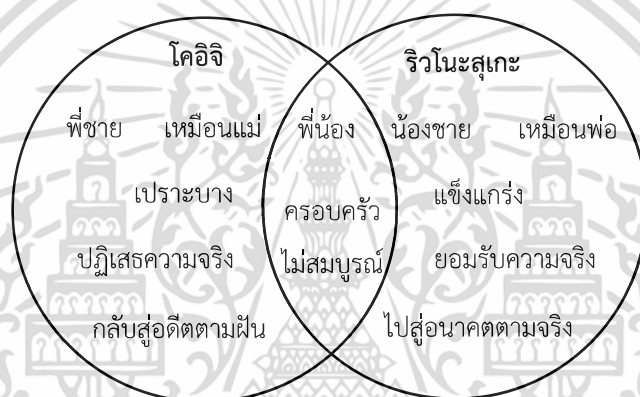 โคอิจิ ริวโนะสุเกะ
พี่ชาย เหมือนแม่ พี่น้อง น้องชาย เหมือนพ่อ
เปราะบาง ครอบครัว แข็งแกร่ง
ปฏิเสธความจริง ไม่สมบูรณ์ ยอมรับความจริง
กลับสู่อดีตตามฝัน ไปสู่อนาคตตามจริง